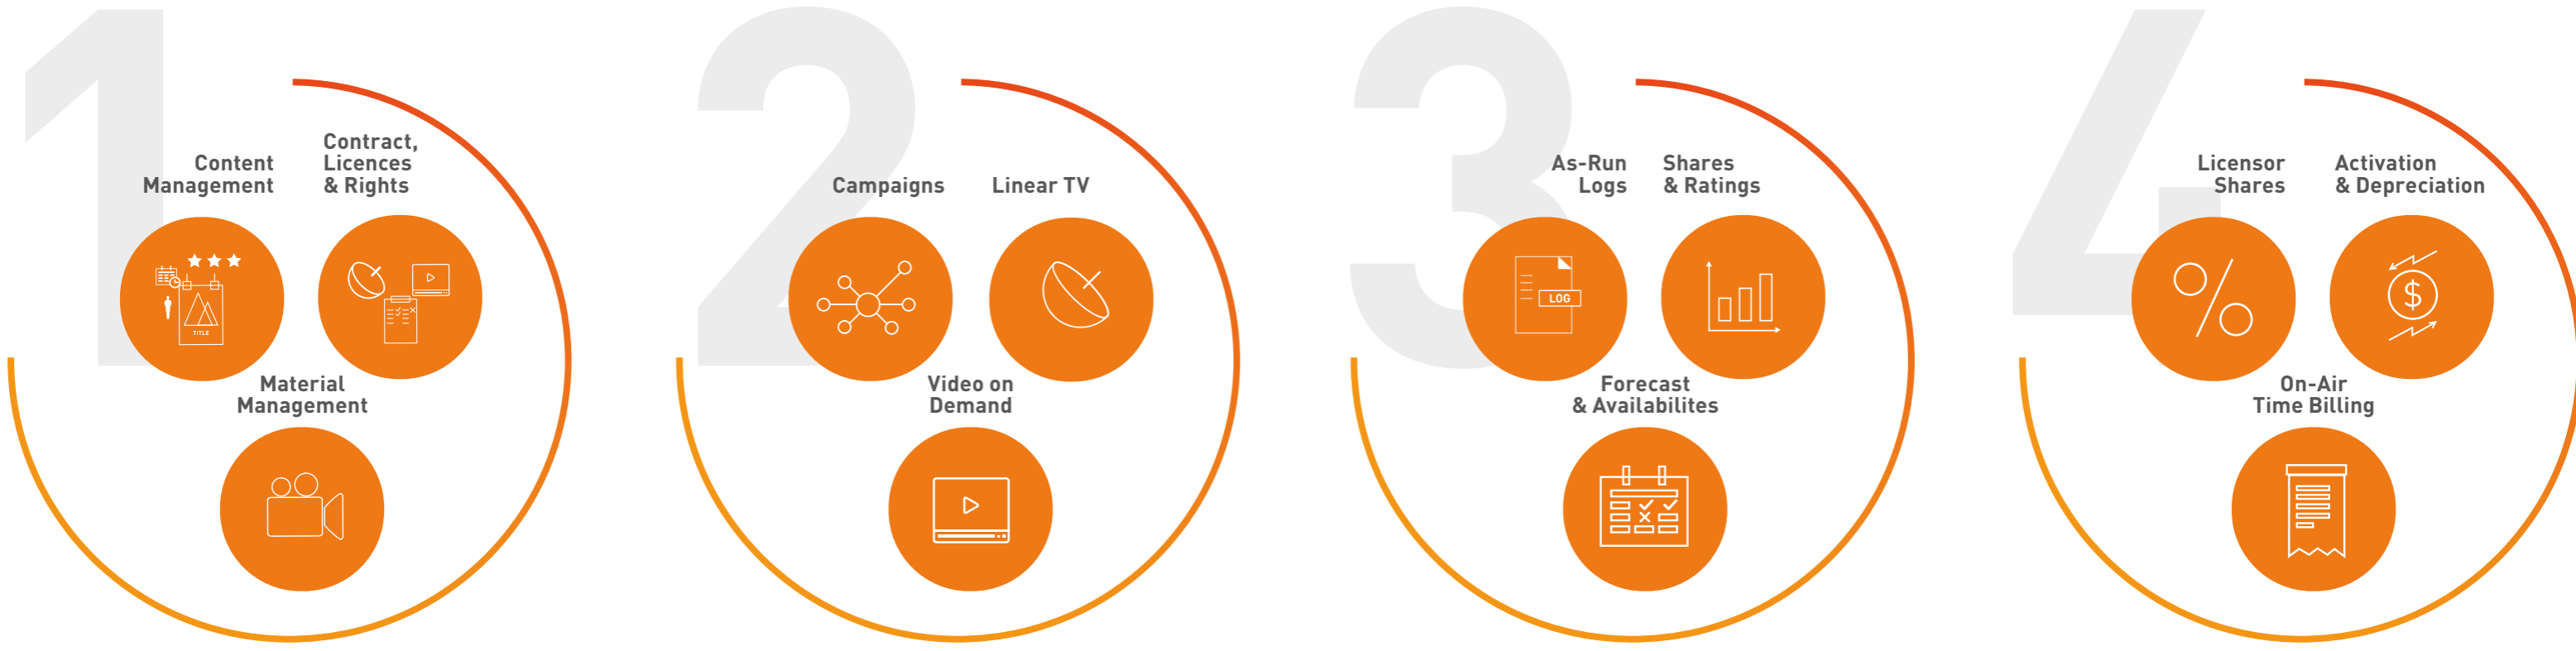 1
Content
Management
Contract,
Licences
& Rights
TITLE
Material
Management
2
Campaigns
Linear TV
Video on
Demand
3
As-Run
Logs
Shares
& Ratings
LOG
Forecast
& Availabilites
4
Licensor
Shares
Activation
& Depreciation
%
$
On-Air
Time Billing